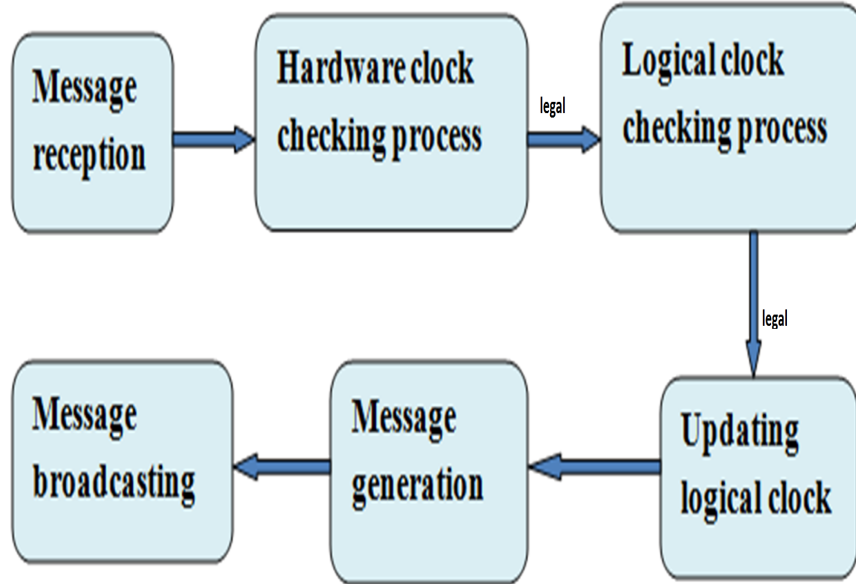 Message
reception
Hardware clock
checking process
legal
Logical clock
checking process
legal
Updating
logical clock
Message
generation
Message
broadcasting